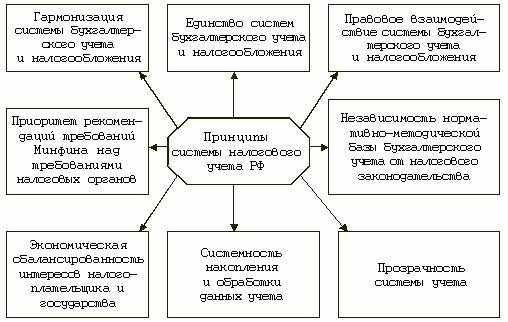 Гармонизация
системы бухгалтер-
ского учета
и налогообложения
Единство систем
бухгалтерского учета
и налогообложения
Правовое взаимодей-
ствие системы бухгал-
терского учета
и налогообложения
Приоритет рекомен-
даций требований
Минфина над
требованиями
налоговых органов
Принципы
системы налогового
учета РФ
Независимость норма-
тивно-методической
базы бухгалтерского
учета от налогового
законодательства
Экономическая
сбалансированность
интересов налого-
плательщика и
государства
Системность
накопления
и обработки
данных учета
Прозрачность
системы учета